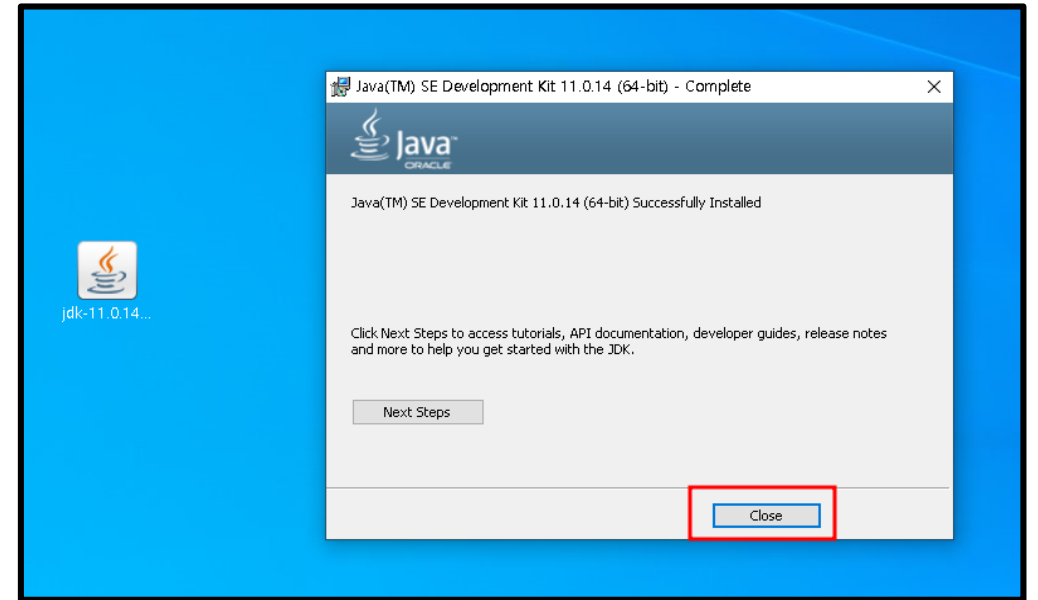 Java(TM) SE Development Kit 11.0.14 (64-bit) - Complete
Java™
ORACLE
Java(TM) SE Development Kit 11.0.14 (64-bit) Successfully Installed
jdk-11.0.14...
Click Next Steps to access tutorials, API documentation, developer guides, release notes
and more to help you get started with the JDK.
Next Steps
Close